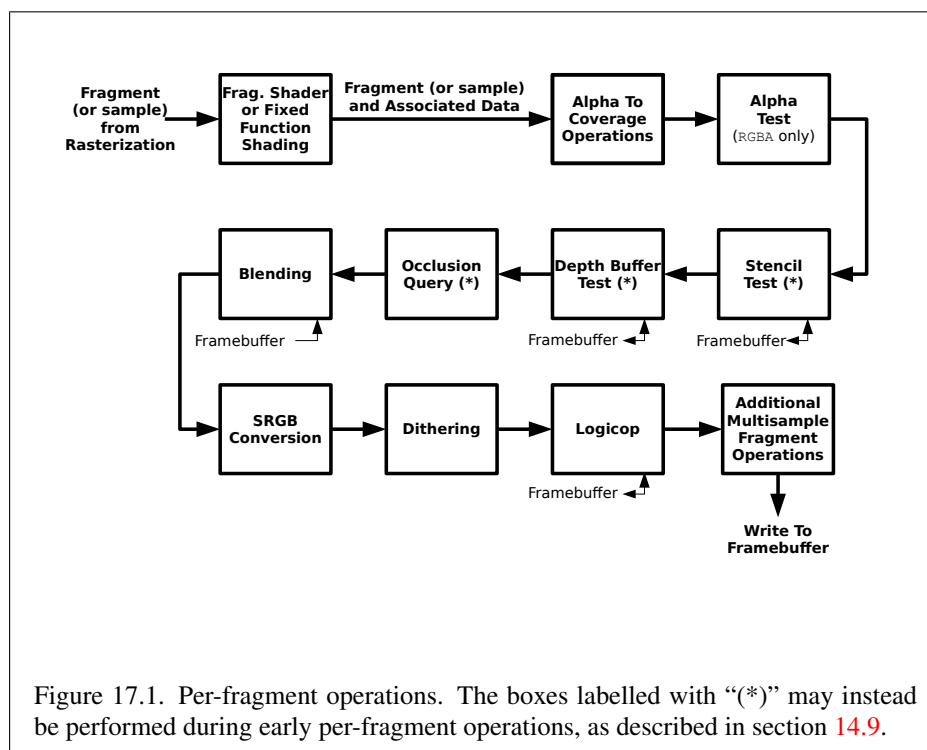 Fragment
(or sample)
from
Rasterization
Frag. Shader
or Fixed
Function
Shading
Fragment (or sample)
and Associated Data
Alpha To
Coverage
Operations
Alpha
Test
(RGBA only)
Blending
Occlusion
Query (*)
Depth Buffer
Test (*)
Stencil
Test (*)
Framebuffer
Framebuffer
Framebuffer
SRGB
Conversion
Dithering
Logicop
Additional
Multisample
Fragment
Operations
Framebuffer
Write To
Framebuffer
Figure 17.1. Per-fragment operations. The boxes labelled with “(*)” may instead
be performed during early per-fragment operations, as described in section 14.9.